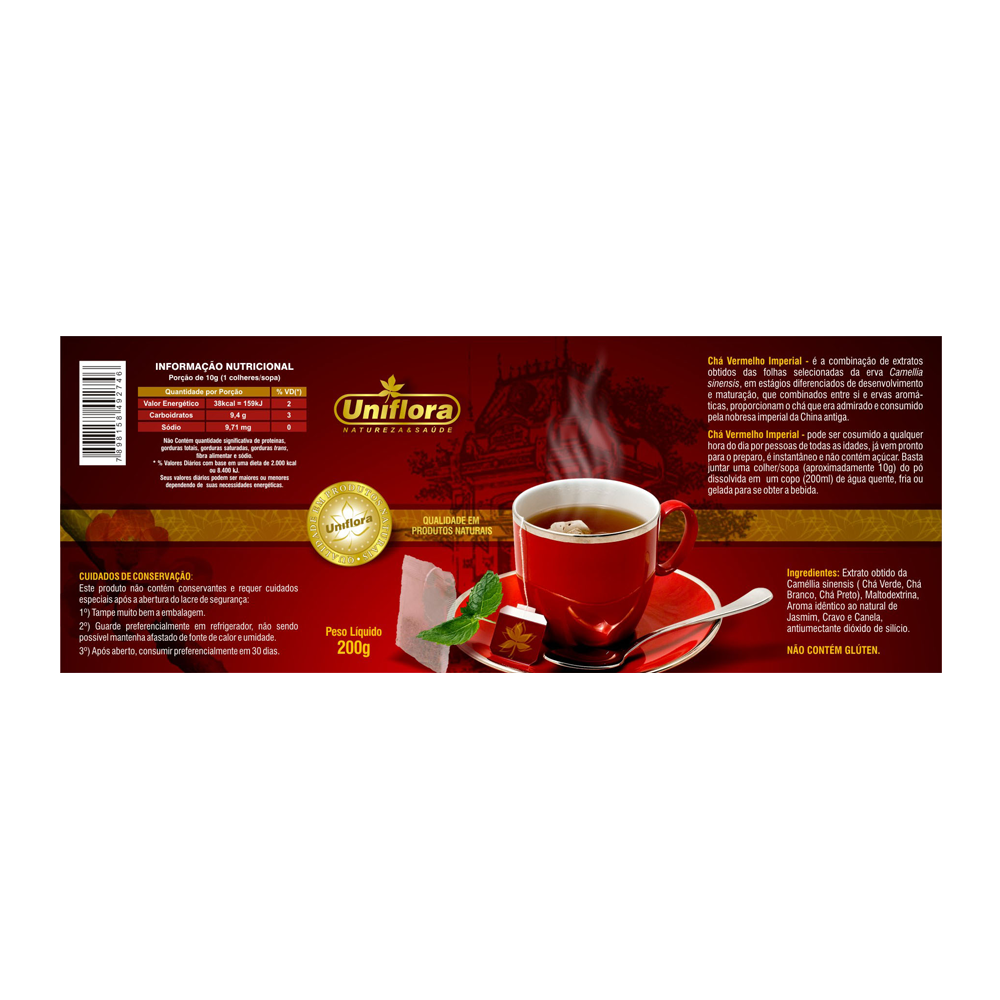 7898158492746
INFORMAÇÃO NUTRICIONAL
Porção de 10g (1 colheres/sopa)
Quantidade por Porção % VD(*)
Valor Energético 38kcal = 159kJ 2
Carboidratos 9,4 g 3
Sódio 9,71 mg 0
Não Contém quantidade significativa de proteínas,
gorduras totais, gorduras saturadas, gorduras trans,
fibra alimentar e sódio.
* % Valores Diários com base em uma dieta de 2.000 kcal
ou 8.400 kJ.
Seus valores diários podem ser maiores ou menores
dependendo de suas necessidades energéticas.
CUIDADOS DE CONSERVAÇÃO:
Este produto não contém conservantes e requer cuidados
especiais após a abertura do lacre de segurança:
1º) Tampe muito bem a embalagem.
2º) Guarde preferencialmente em refrigerador, não sendo
possível mantenha afastado de fonte de calor e umidade.
3º) Após aberto, consumir preferencialmente em 30 dias.
Uniflora
NATUREZA & SAÚDE
QUALIDADE EM PRODUTOS NATURAIS
Uniflora
QUALIDADE EM
PRODUTOS NATURAIS
Peso Líquido
200g
Chá Vermelho Imperial - é a combinação de extratos
obtidos das folhas selecionadas da erva Camellia
sinensis, em estágios diferenciados de desenvolvimento
e maturação, que combinados entre si e ervas aromá-
ticas, proporcionam o chá que era admirado e consumido
pela nobresa imperial da China antiga.
Chá Vermelho Imperial - pode ser cosumido a qualquer
hora do dia por pessoas de todas as idades, já vem pronto
para o preparo, é instantâneo e não contém açúcar. Basta
juntar uma colher/sopa (aproximadamente 10g) do pó
dissolvida em um copo (200ml) de água quente, fria ou
gelada para se obter a bebida.
Ingredientes: Extrato obtido da
Caméllia sinensis ( Chá Verde, Chá
Branco, Chá Preto), Maltodextrina,
Aroma idêntico ao natural de
Jasmim, Cravo e Canela,
antiumectante dióxido de silício.
NÃO CONTÉM GLÚTEN.